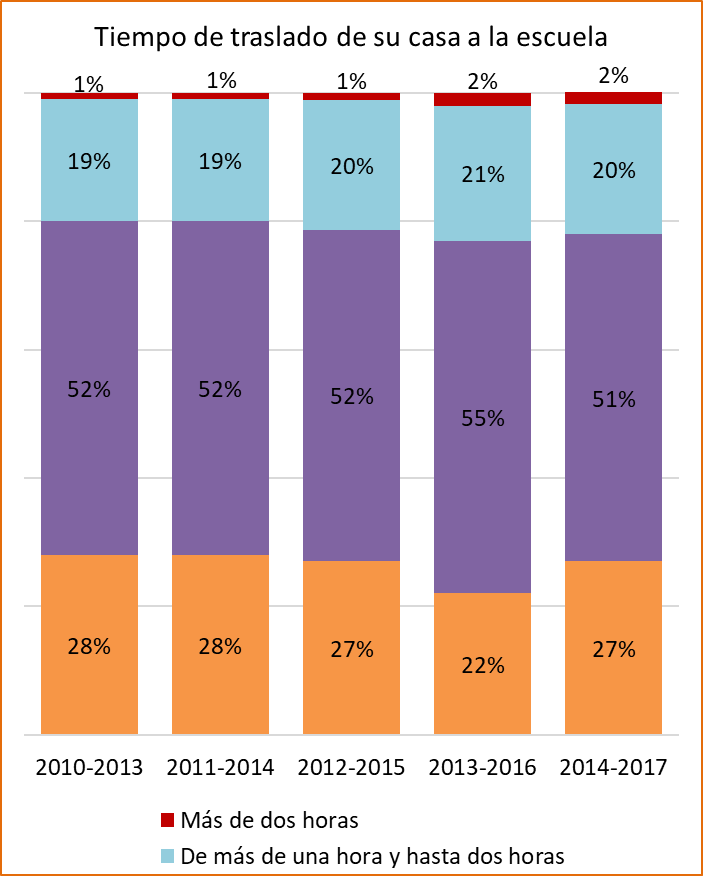 Tiempo de traslado de su casa a la escuela
1% 1% 1% 2% 2%
19% 19% 20% 21% 20%
52% 52% 52% 55% 51%
28% 28% 27% 22% 27%
2010-2013 2011-2014 2012-2015 2013-2016 2014-2017
Más de dos horas
De más de una hora y hasta dos horas